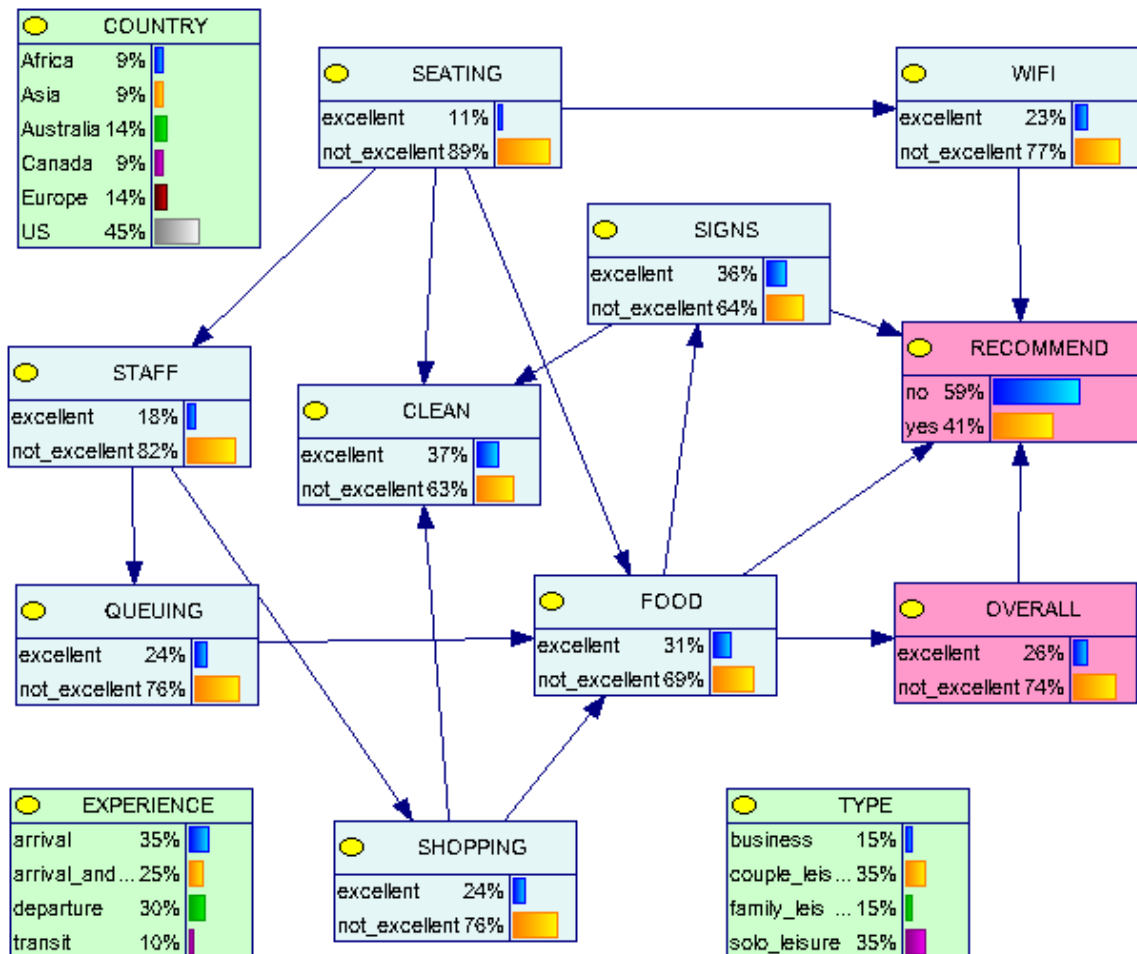 COUNTRY
Africa 9%
Asia 9%
Australia 14%
Canada 9%
Europe 14%
US 45%
SEATING
excellent 11%
not_excellent 89%
WIFI
excellent 23%
not_excellent 77%
SIGNS
excellent 36%
not_excellent 64%
RECOMMEND
no 59%
yes 41%
STAFF
excellent 18%
not_excellent 82%
CLEAN
excellent 37%
not_excellent 63%
QUEUING
excellent 24%
not_excellent 76%
FOOD
excellent 31%
not_excellent 69%
OVERALL
excellent 26%
not_excellent 74%
EXPERIENCE
arrival 35%
arrival_and... 25%
departure 30%
transit 10%
SHOPPING
excellent 24%
not_excellent 76%
TYPE
business 15%
couple_leis ... 35%
family_leis ... 15%
solo_leisure 35%